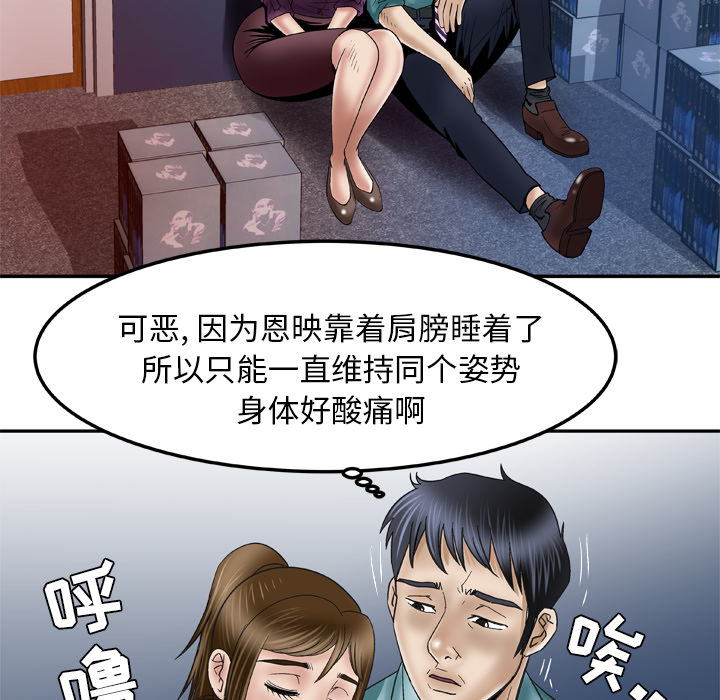 可恶, 因为恩映靠着肩膀睡着了
所以只能一直维持同个姿势
身体好酸痛啊
呼
噜
唉